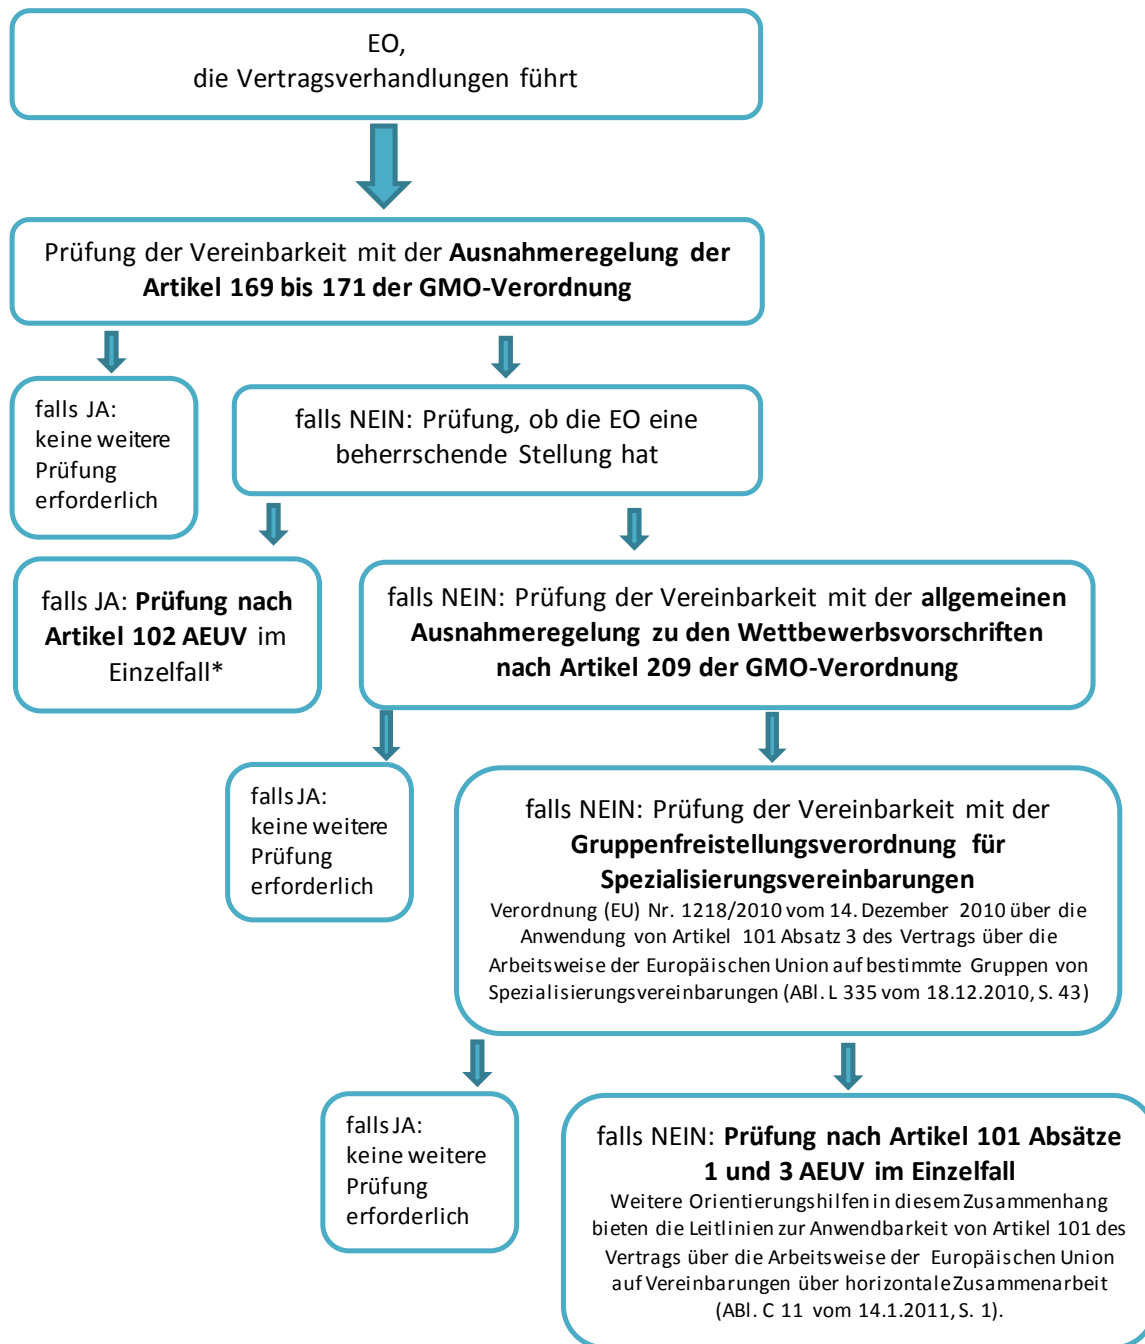 EO,
die Vertragsverhandlungen führt
Prüfung der Vereinbarkeit mit der Ausnahmeregelung der
Artikel 169 bis 171 der GMO-Verordnung
falls JA:
keine weitere
Prüfung
erforderlich
falls NEIN: Prüfung, ob die EO eine
beherrschende Stellung hat
falls JA: Prüfung nach
Artikel 102 AEUV im
Einzelfall*
falls NEIN: Prüfung der Vereinbarkeit mit der allgemeinen
Ausnahmeregelung zu den Wettbewerbsvorschriften
nach Artikel 209 der GMO-Verordnung
falls JA:
keine weitere
Prüfung
erforderlich
falls NEIN: Prüfung der Vereinbarkeit mit der
Gruppenfreistellungsverordnung für
Spezialisierungsvereinbarungen
Verordnung (EU) Nr. 1218/2010 vom 14. Dezember 2010 über die
Anwendung von Artikel 101 Absatz 3 des Vertrags über die
Arbeitsweise der Europäischen Union auf bestimmte Gruppen von
Spezialisierungsvereinbarungen (ABl. L 335 vom 18.12.2010, S. 43)
falls JA:
keine weitere
Prüfung
erforderlich
falls NEIN: Prüfung nach Artikel 101 Absätze
1 und 3 AEUV im Einzelfall
Weitere Orientierungshilfen in diesem Zusammenhang
bieten die Leitlinien zur Anwendbarkeit von Artikel 101 des
Vertrags über die Arbeitsweise der Europäischen Union
auf Vereinbarungen über horizontale Zusammenarbeit
(ABl. C 11 vom 14.1.2011, S. 1).